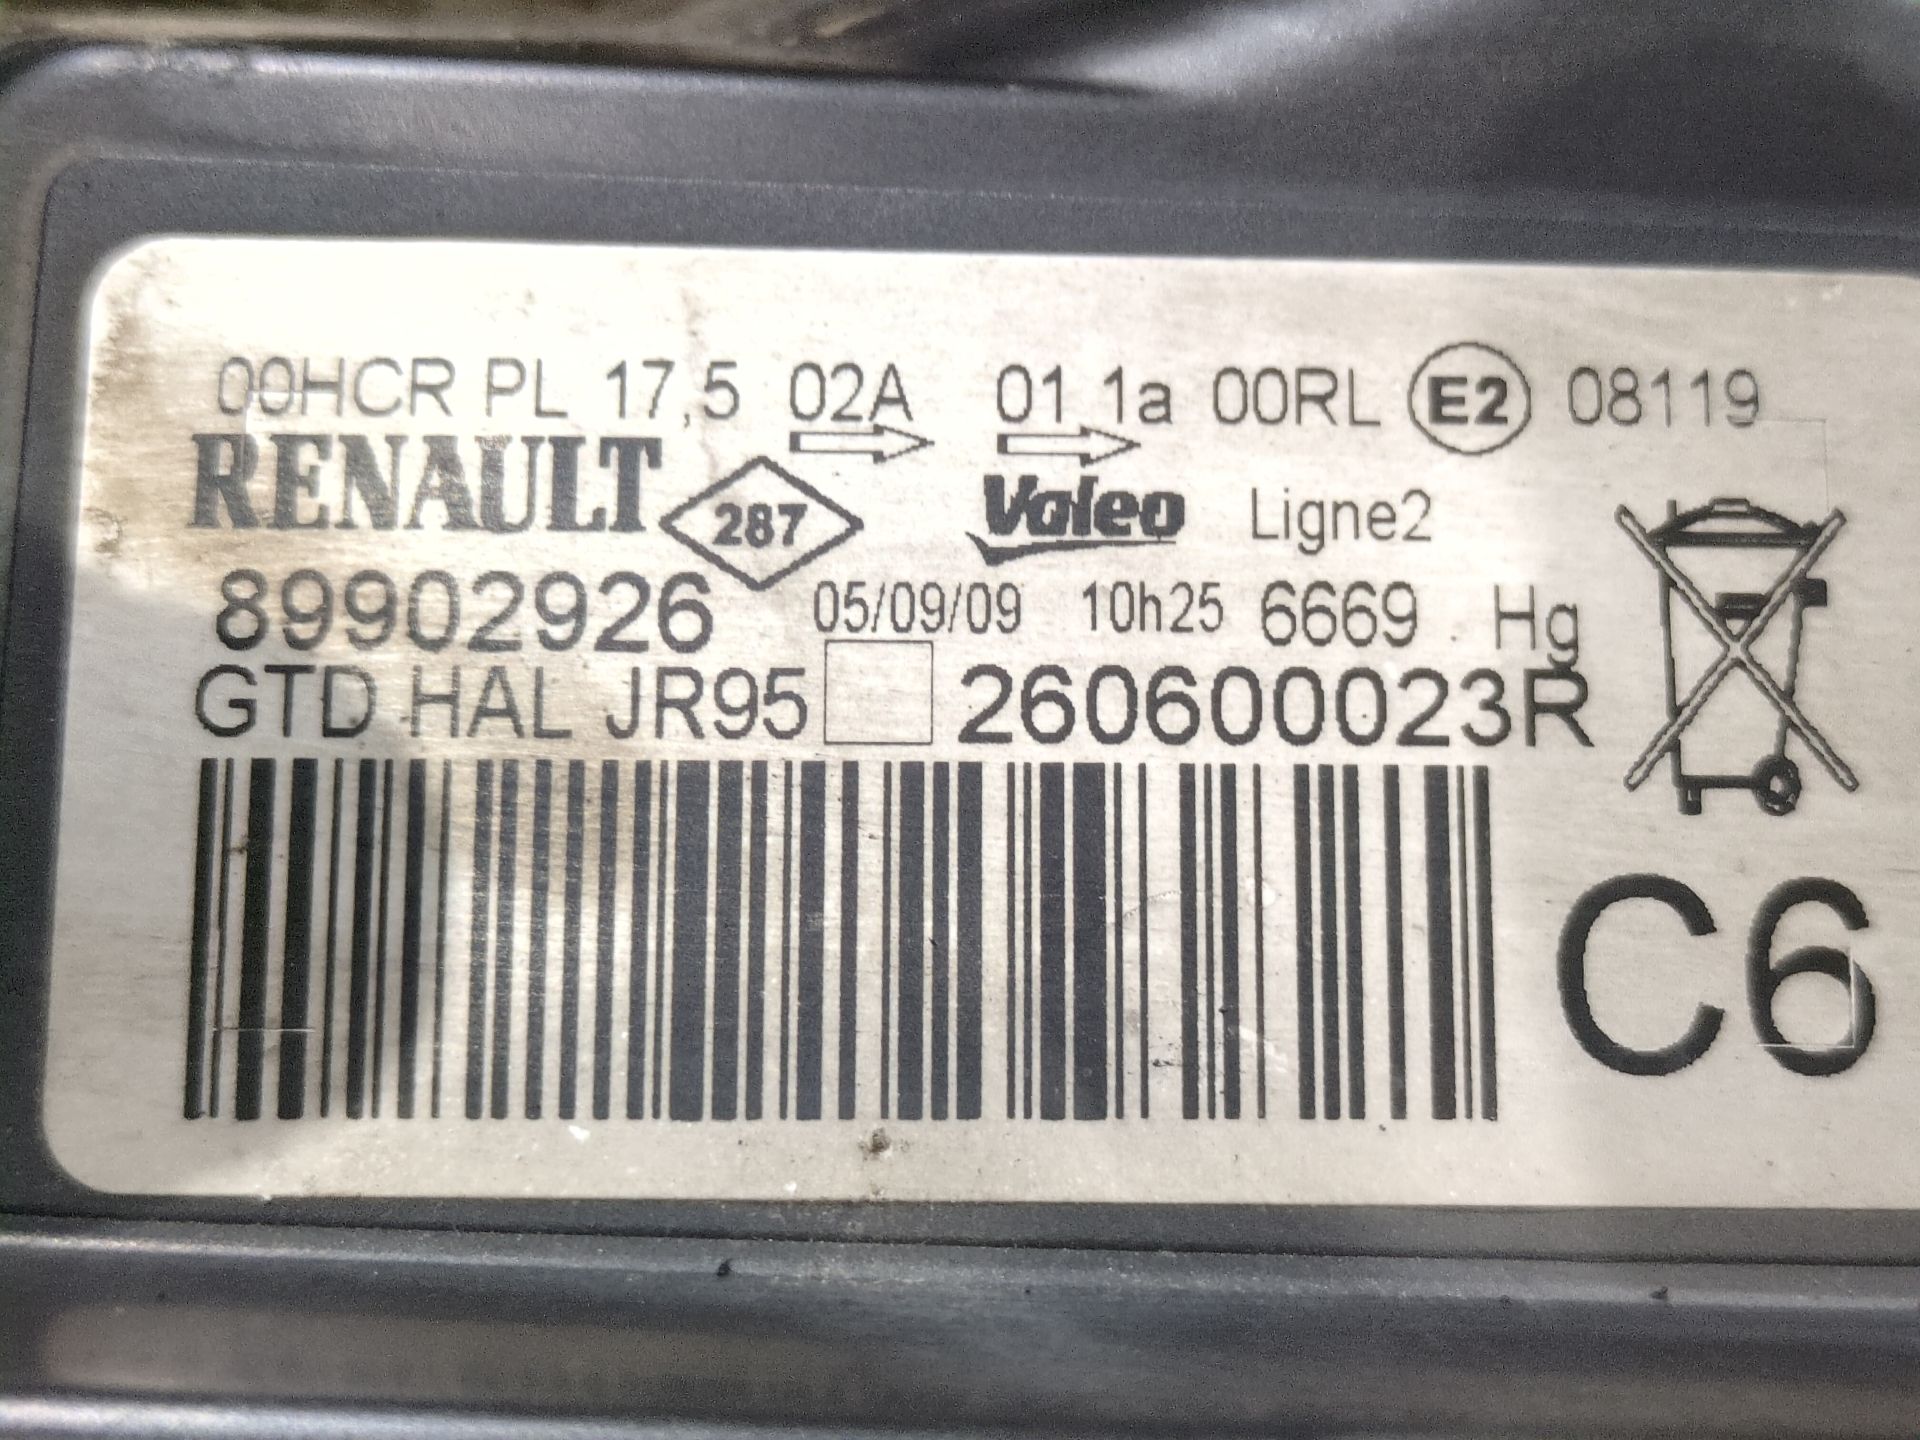 00HCR PL 17,5 02A 01 1a 00RL E2 08119
RENAULT 287 Valeo Ligne2
89902926 05/09/09 10h25 6669 Hg
GTD HAL JR95 260600023R
C6